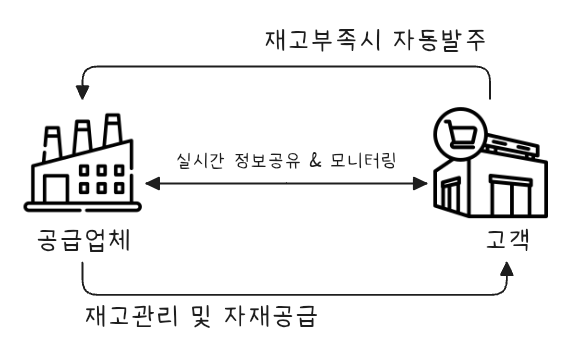 재고부족시 자동발주
실시간 정보공유 & 모니터링
공급업체
고객
재고관리 및 자재공급